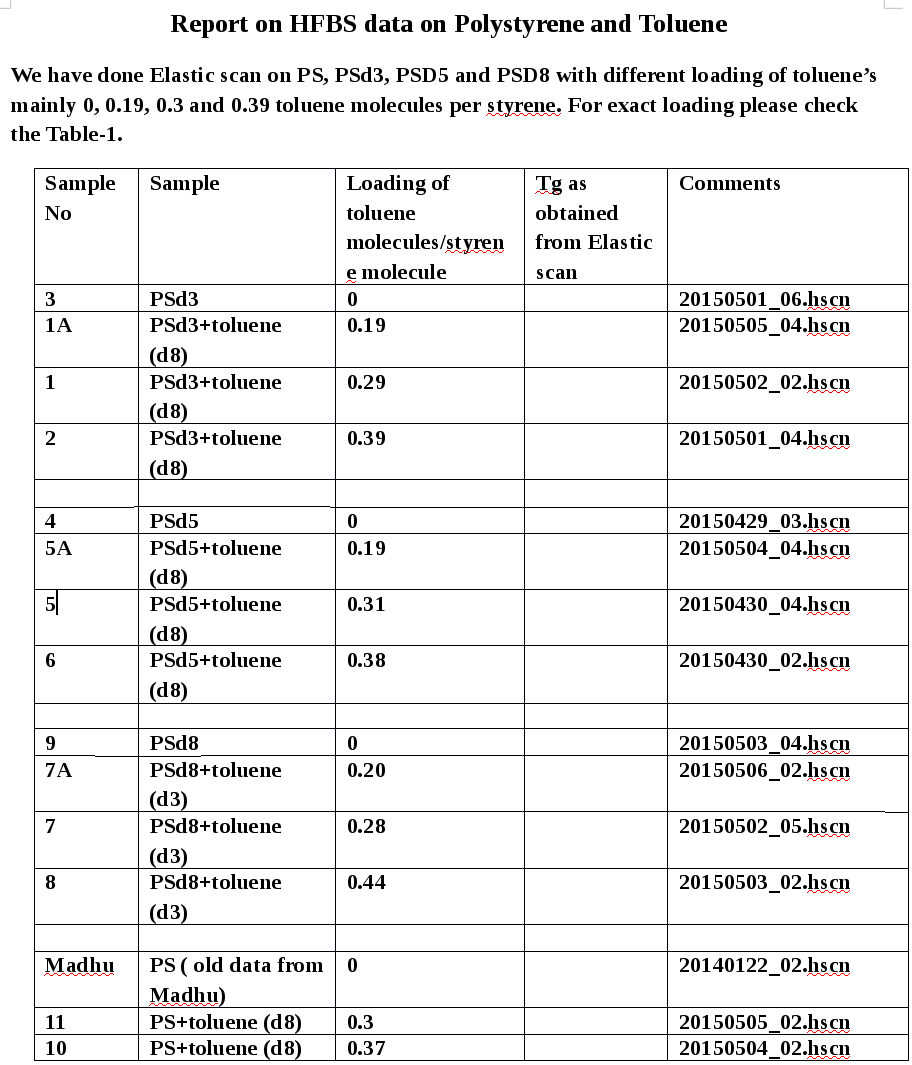 Report on HFBS data on Polystyrene and Toluene
We have done Elastic scan on PS, PSd3, PSD5 and PSD8 with different loading of toluene’s
mainly 0, 0.19, 0.3 and 0.39 toluene molecules per styrene. For exact loading please check
the Table-1.
Sample No Sample Loading of toluene molecules/styrene molecule Tg as obtained from Elastic scan Comments
3 PSd3 0 20150501_06.hscn
1A PSd3+toluene (d8) 0.19 20150505_04.hscn
1 PSd3+toluene (d8) 0.29 20150502_02.hscn
2 PSd3+toluene (d8) 0.39 20150501_04.hscn
4 PSd5 0 20150429_03.hscn
5A PSd5+toluene (d8) 0.19 20150504_04.hscn
5 PSd5+toluene (d8) 0.31 20150430_04.hscn
6 PSd5+toluene (d8) 0.38 20150430_02.hscn
9 PSd8 0 20150503_04.hscn
7A PSd8+toluene (d3) 0.20 20150506_02.hscn
7 PSd8+toluene (d3) 0.28 20150502_05.hscn
8 PSd8+toluene (d3) 0.44 20150503_02.hscn
Madhu PS ( old data from Madhu) 0 20140122_02.hscn
11 PS+toluene (d8) 0.3 20150505_02.hscn
10 PS+toluene (d8) 0.37 20150504_02.hscn